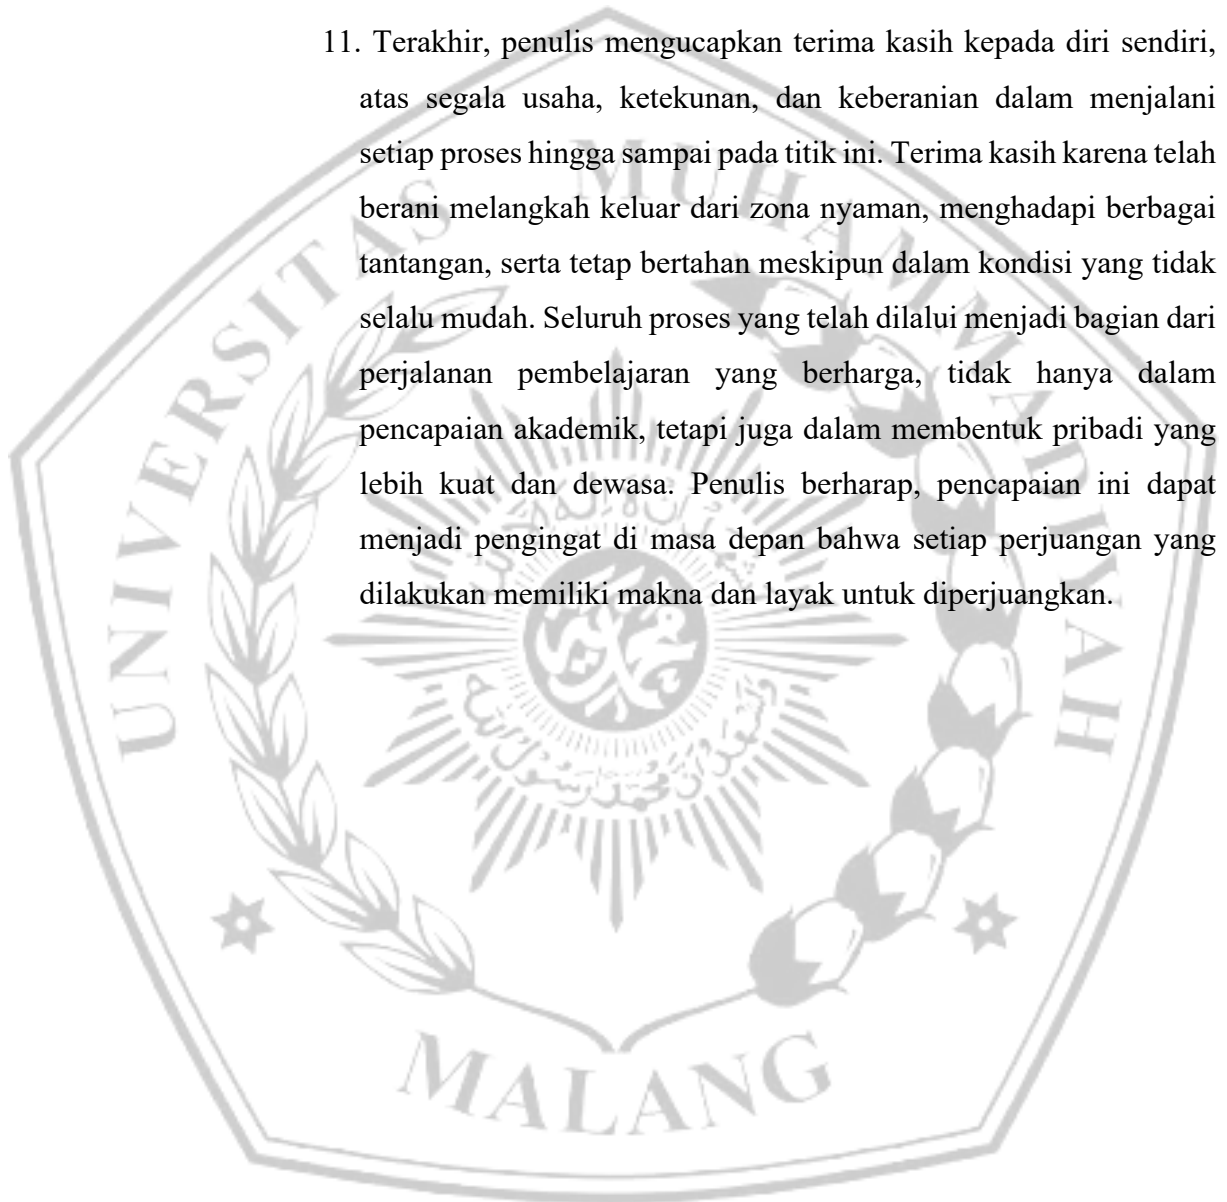 11. Terakhir, penulis mengucapkan terima kasih kepada diri sendiri,
atas segala usaha, ketekunan, dan keberanian dalam menjalani
setiap proses hingga sampai pada titik ini. Terima kasih karena telah
berani melangkah keluar dari zona nyaman, menghadapi berbagai
tantangan, serta tetap bertahan meskipun dalam kondisi yang tidak
selalu mudah. Seluruh proses yang telah dilalui menjadi bagian dari
perjalanan pembelajaran yang berharga, tidak hanya dalam
pencapaian akademik, tetapi juga dalam membentuk pribadi yang
lebih kuat dan dewasa. Penulis berharap, pencapaian ini dapat
menjadi pengingat di masa depan bahwa setiap perjuangan yang
dilakukan memiliki makna dan layak untuk diperjuangkan.
UNIVERSITAS MUHAMMADIYAH
MALANG